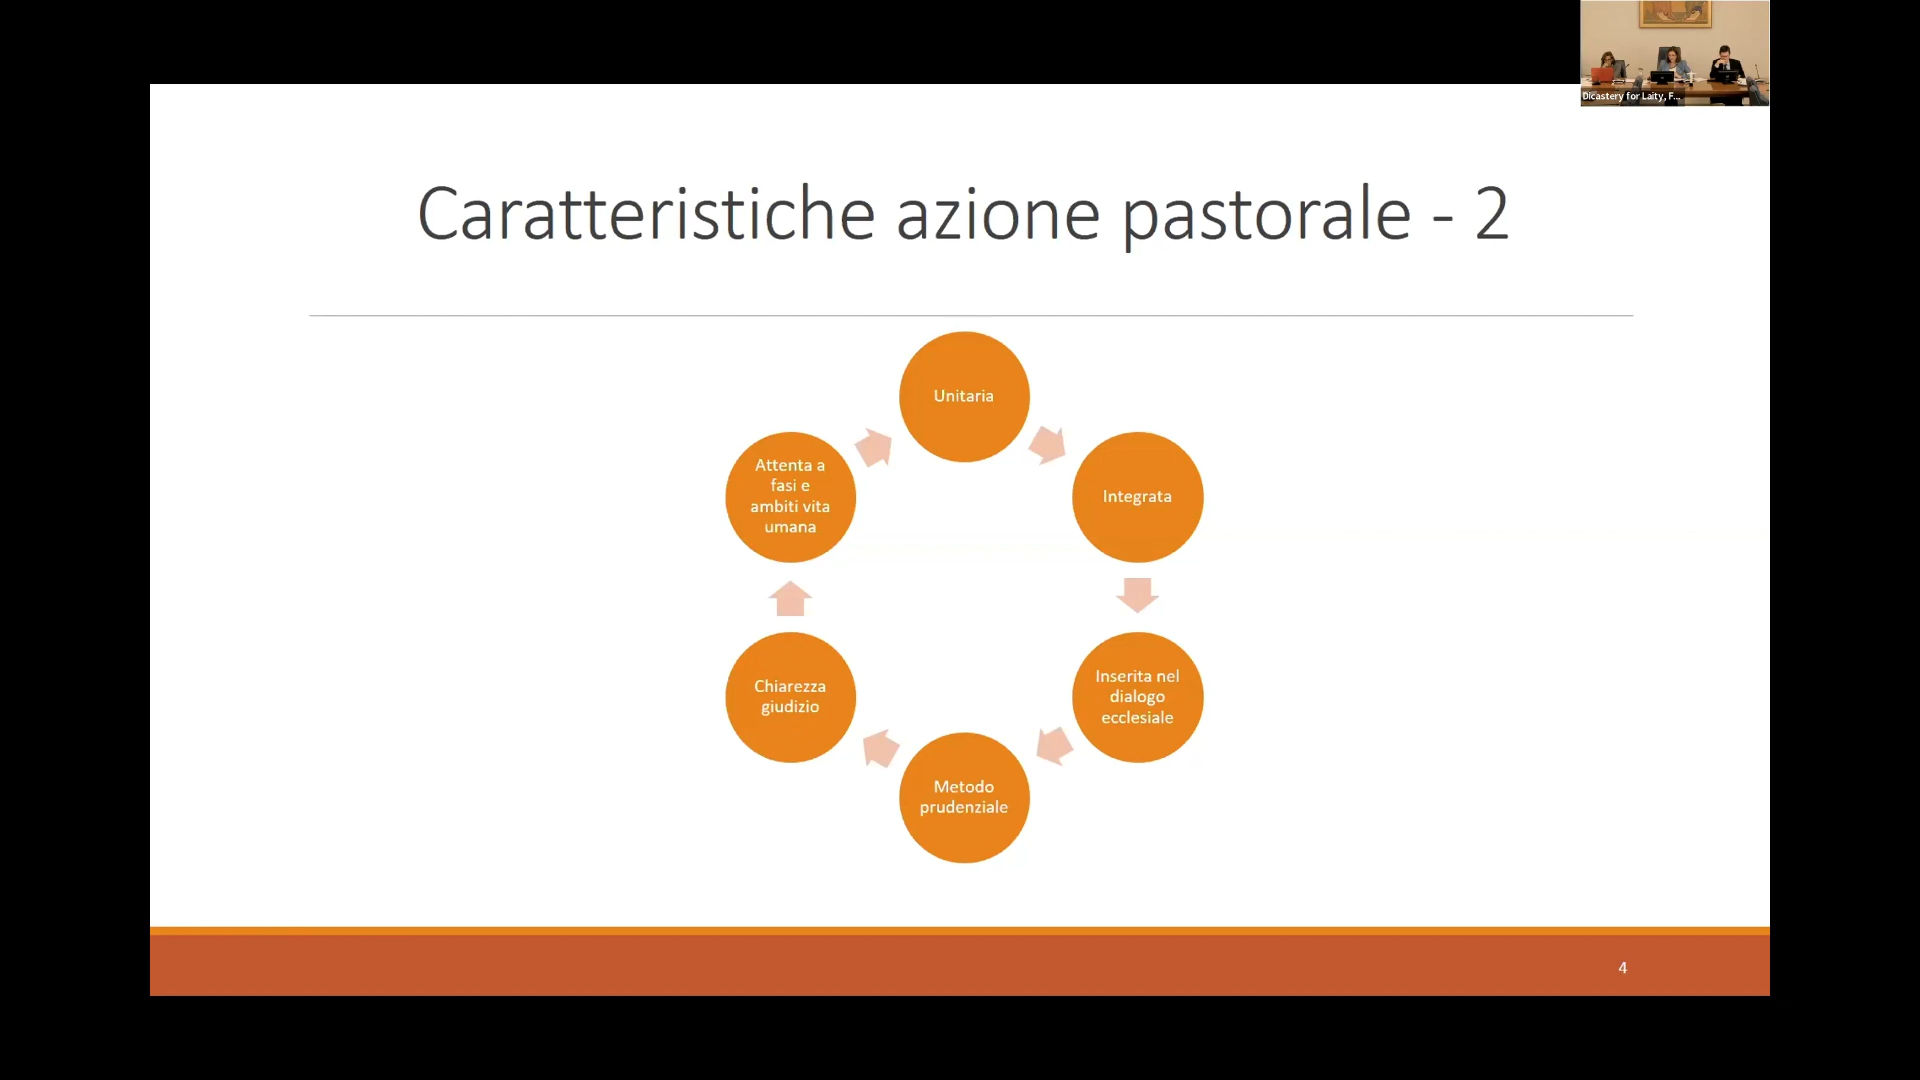 Dicastery for Laity, F...
Caratteristiche azione pastorale - 2
Unitaria
Integrata
Inserita nel
dialogo
ecclesiale
Metodo
prudenziale
Chiarezza
giudizio
Attenta a
fasi e
ambiti vita
umana
4